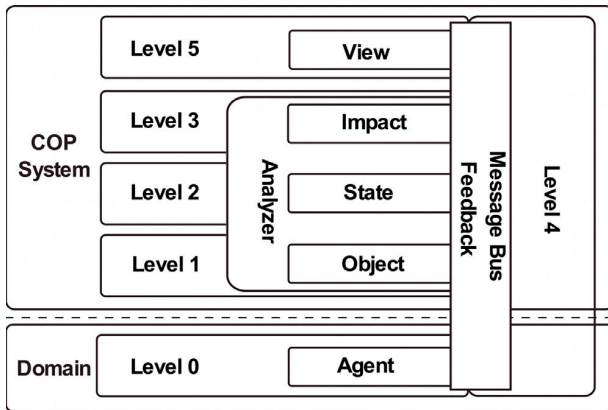 Level 5
View
Level 3
Impact
COP
System
Level 2
State
Analyzer
Level 1
Object
Message Bus
Feedback
Level 4
Domain
Level 0
Agent